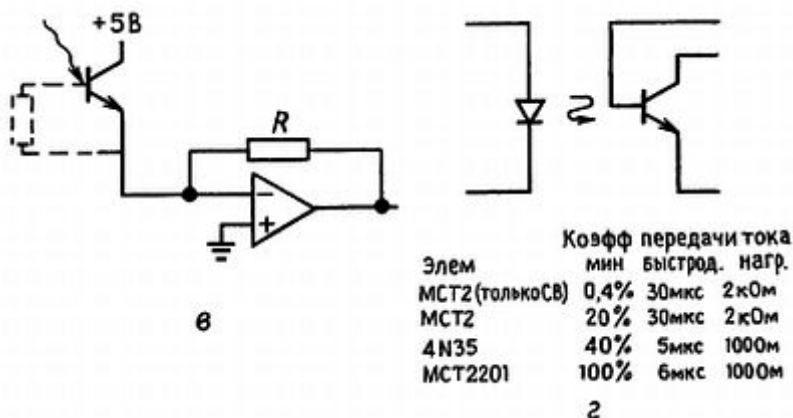 +5В
R
−
+
в
Коэфф передачи тока
Элем мин быстрод. нагр.
МСТ2(только СВ) 0,4% 30мкс 2кОм
МСТ2 20% 30мкс 2кОм
4N35 40% 5мкс 100Ом
МСТ2201 100% 6мкс 100Ом
г